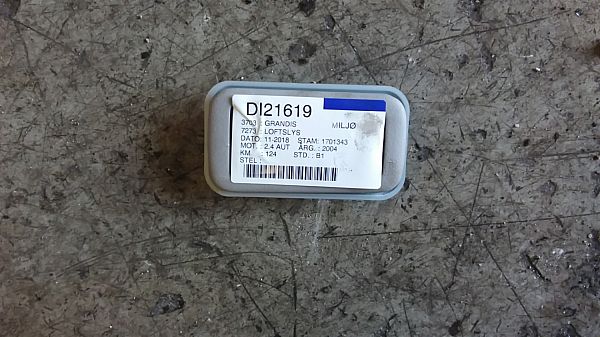 DI21619
3703 : GRANDIS MILJØ
7273 : LOFTSLYS
DATO: 11-2018 STAM: 1701343
MOT. : 2.4 AUT ÅRG. : 2004
KM. : 124 STD. : B1
STEL :